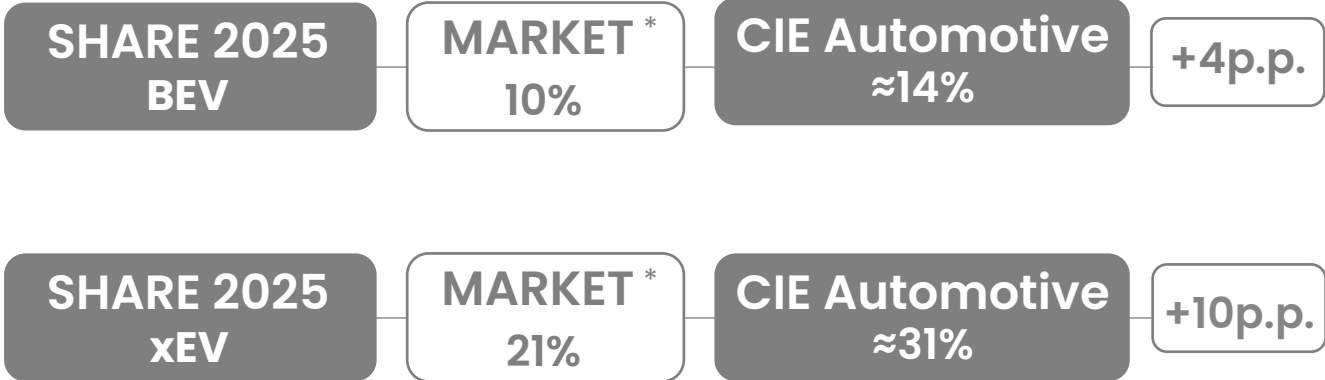 SHARE 2025
BEV
MARKET *
10%
CIE Automotive
≈14%
+4p.p.
SHARE 2025
xEV
MARKET *
21%
CIE Automotive
≈31%
+10p.p.